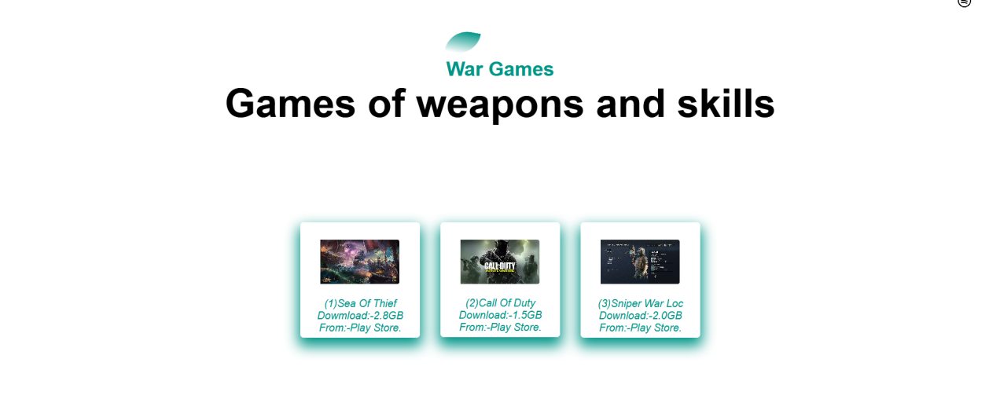 War Games
Games of weapons and skills
CALL DUTY
(1)Sea Of Thief
Dowmload:-2.8GB
From:-Play Store.
(2)Call Of Duty
Download:-1.5GB
From:-Play Store.
(3)Sniper War Loc
Download:-2.0GB
From:-Play Store.